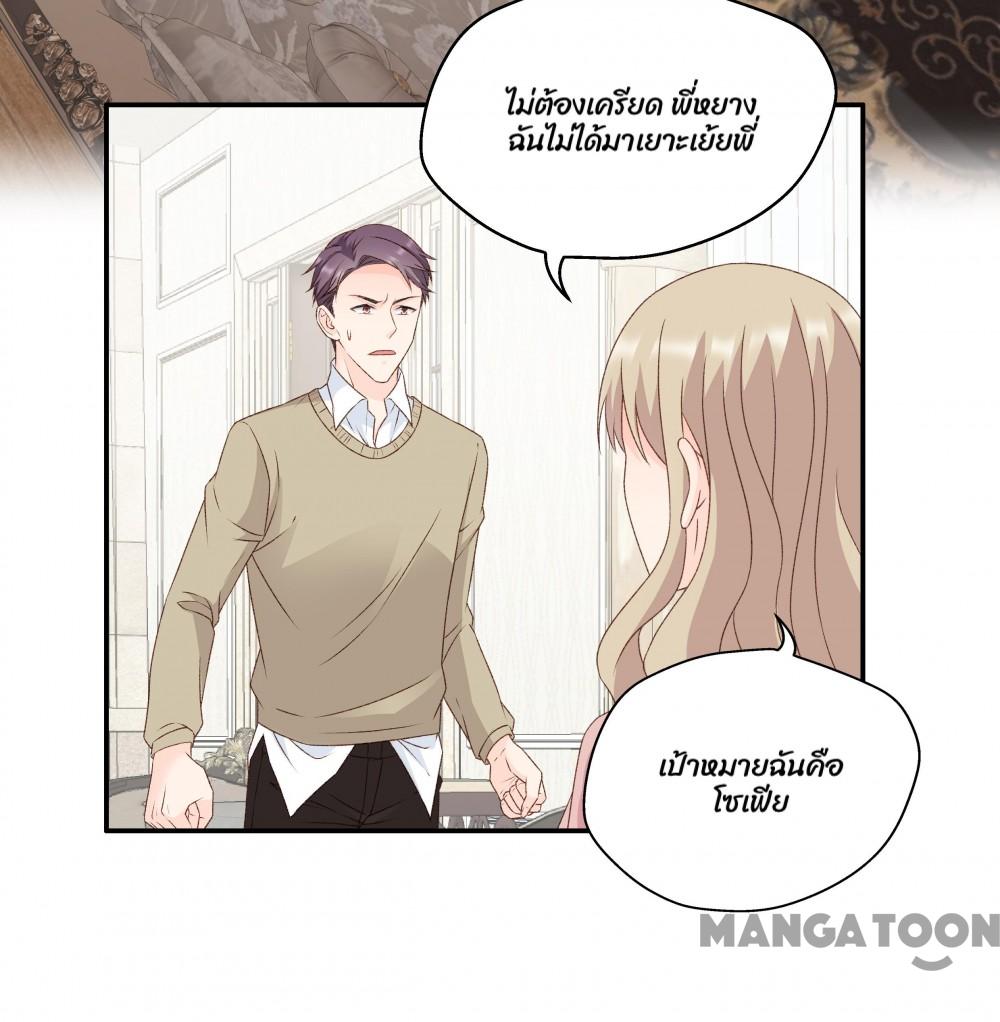 ไม่ต้องเครียด พี่หยาง
ฉันไม่ได้มาเยาะเย้ยพี่
เป้าหมายฉันคือ
โซเฟีย
MANGATOON